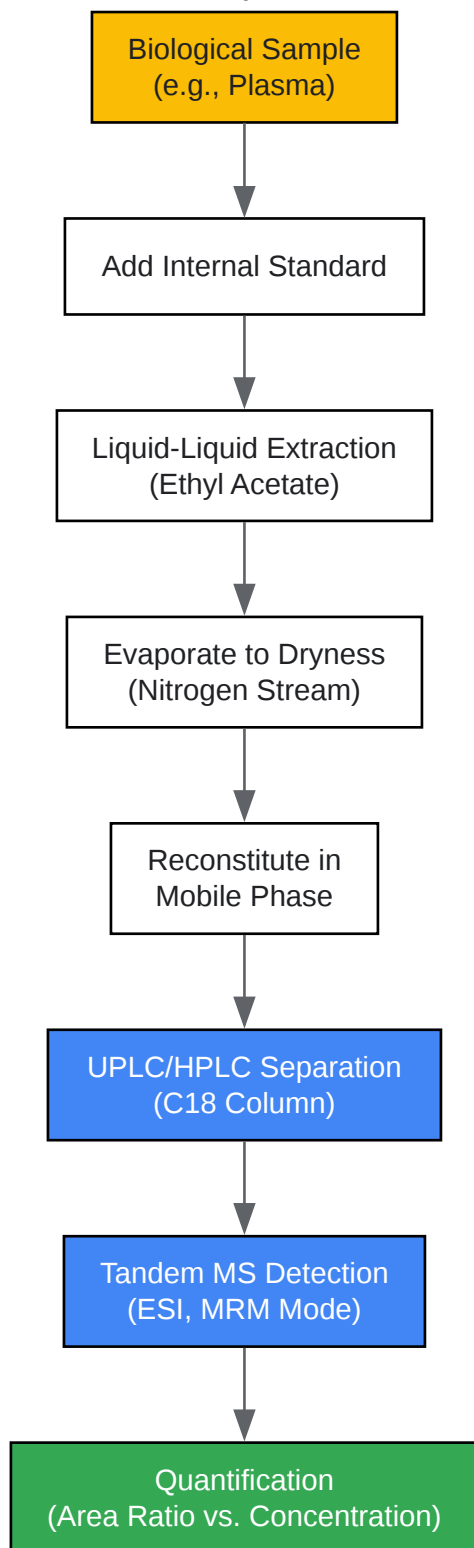 Biological Sample
(e.g., Plasma)
Add Internal Standard
Liquid-Liquid Extraction
(Ethyl Acetate)
Evaporate to Dryness
(Nitrogen Stream)
Reconstitute in
Mobile Phase
UPLC/HPLC Separation
(C18 Column)
Tandem MS Detection
(ESI, MRM Mode)
Quantification
(Area Ratio vs. Concentration)